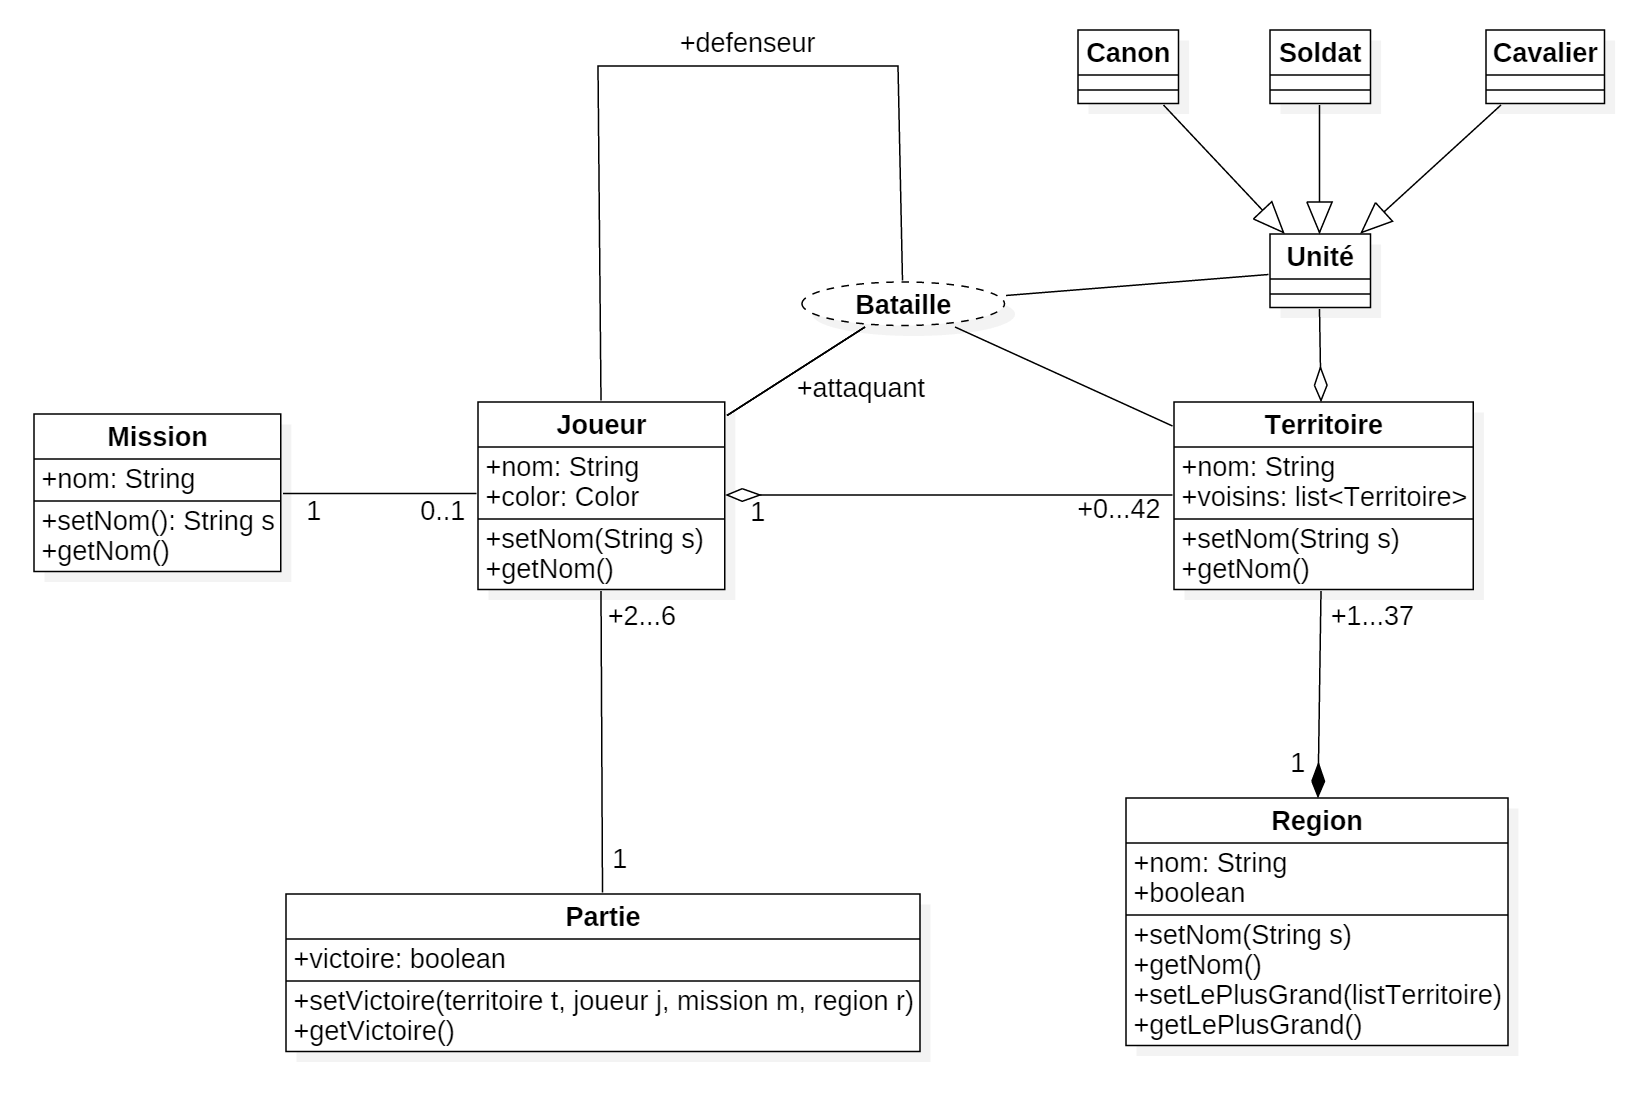 +defenseur
Canon
Soldat
Cavalier
Unité
Bataille
+attaquant
Mission
+nom: String
+setNom(): String s
+getNom()
1
0..1
Joueur
+nom: String
+color: Color
+setNom(String s)
+getNom()
1
+0...42
Territoire
+nom: String
+voisins: list<Territoire>
+setNom(String s)
+getNom()
+2...6
+1...37
1
1
Partie
+victoire: boolean
+setVictoire(territoire t, joueur j, mission m, region r)
+getVictoire()
Region
+nom: String
+boolean
+setNom(String s)
+getNom()
+setLePlusGrand(listTerritoire)
+getLePlusGrand()